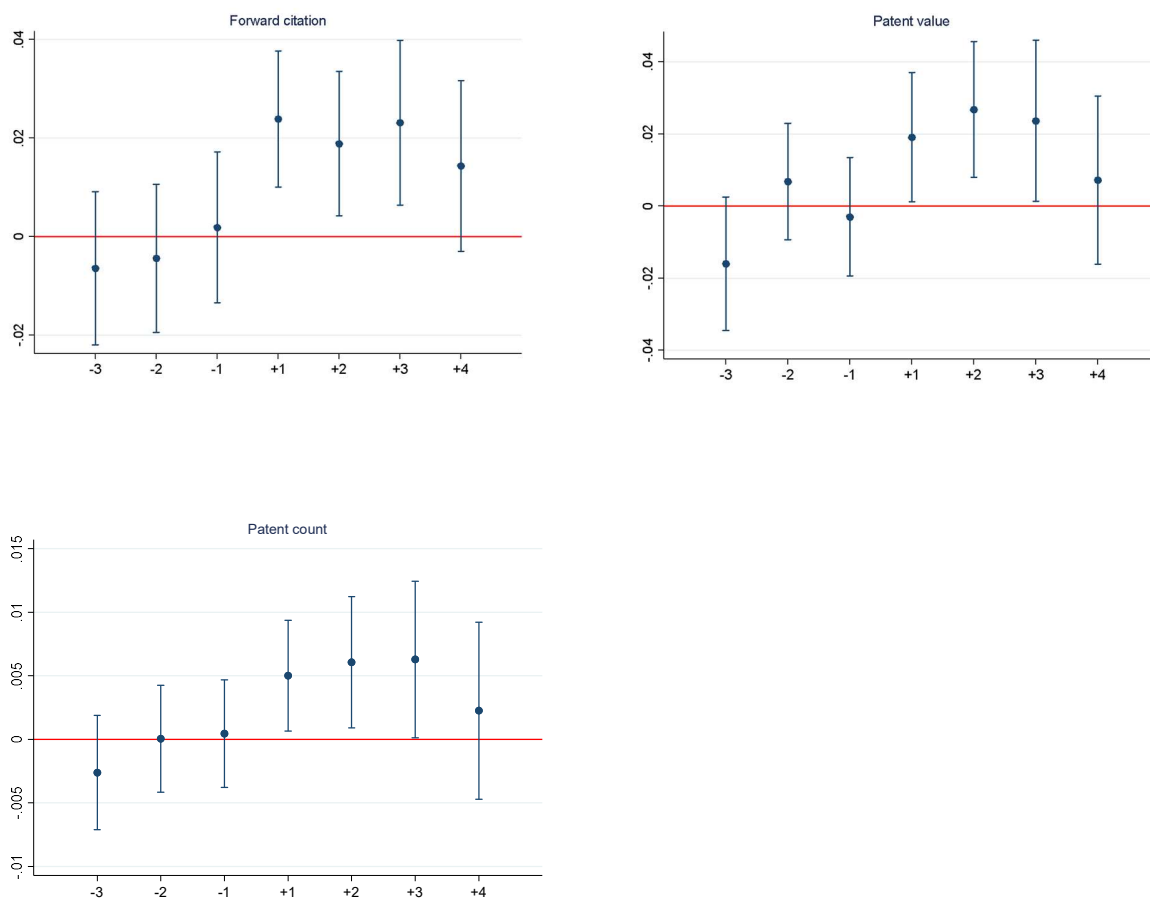 Forward citation
.04
.02
0
-.02
-3 -2 -1 +1 +2 +3 +4
Patent value
.04
.02
0
-.02
-.04
-3 -2 -1 +1 +2 +3 +4
Patent count
.015
.01
.005
0
-.005
-.01
-3 -2 -1 +1 +2 +3 +4